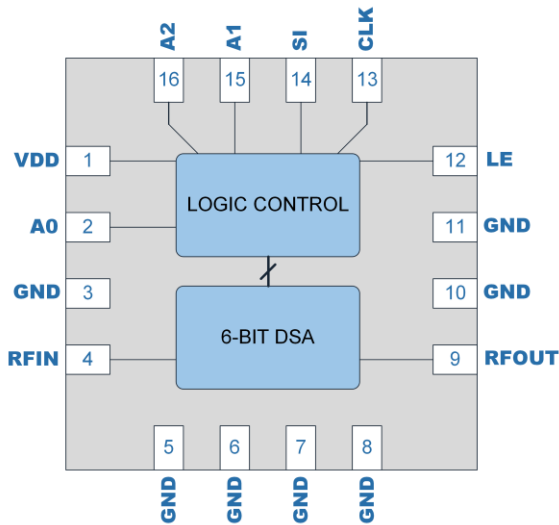 A2 A1 SI CLK
16 15 14 13
VDD 1 12 LE
LOGIC CONTROL
A0 2 11 GND
GND 3 10 GND
6-BIT DSA
RFIN 4 9 RFOUT
5 6 7 8
GND GND GND GND